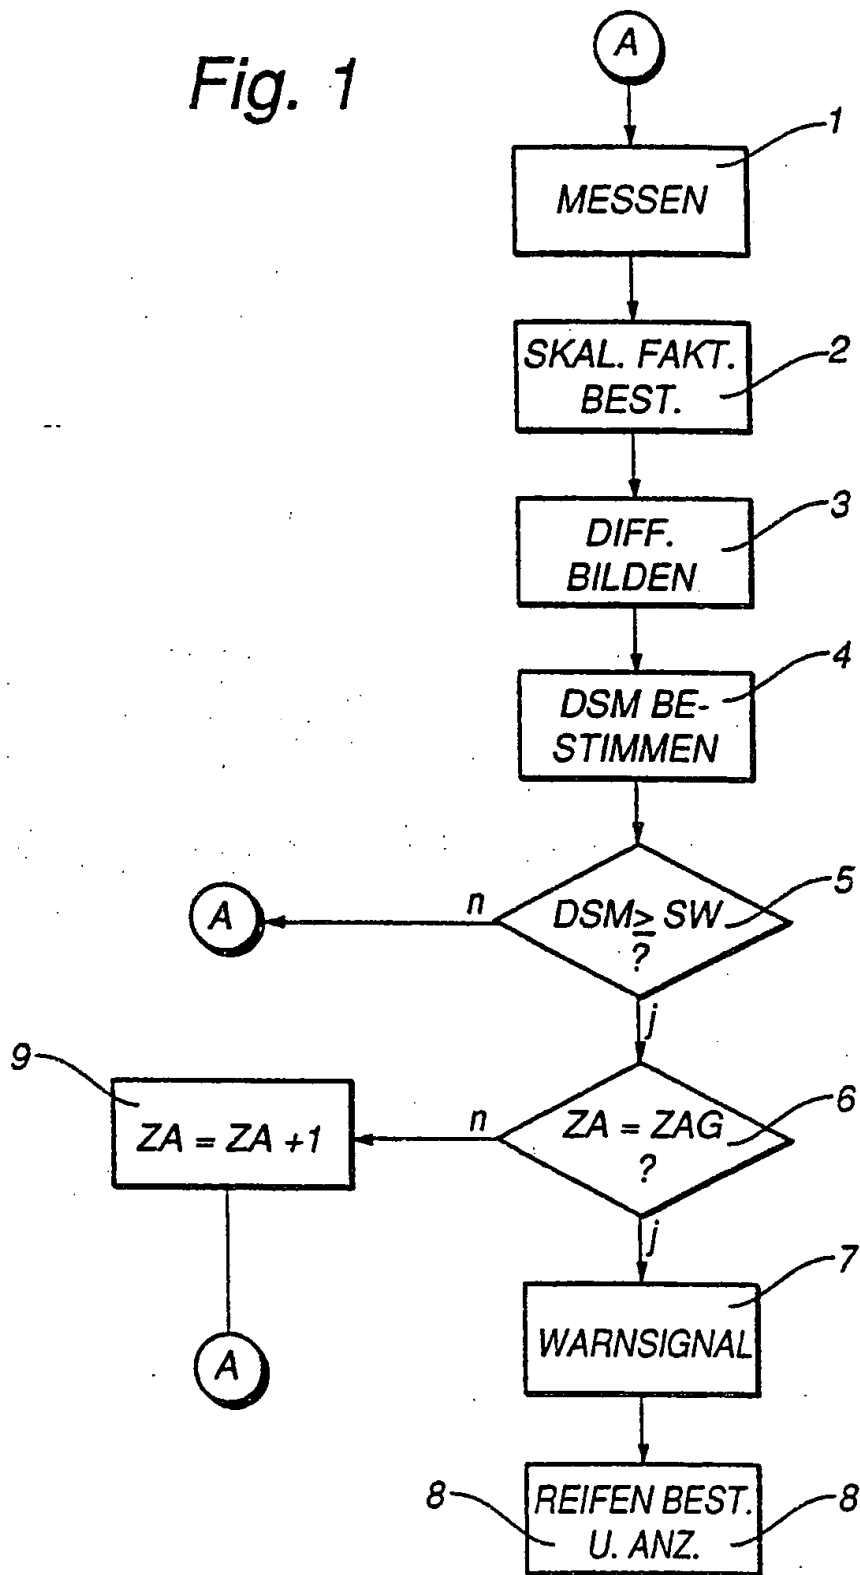 Fig. 1
A
1
MESSEN
SKAL. FAKT.
BEST.
2
3
DIFF.
BILDEN
4
DSM BE-
STIMMEN
A
n
DSM ≥ SW
?
5
j
9
ZA = ZA +1
n
ZA = ZAG
?
6
j
A
7
WARNSIGNAL
8
REIFEN BEST.
U. ANZ.
8